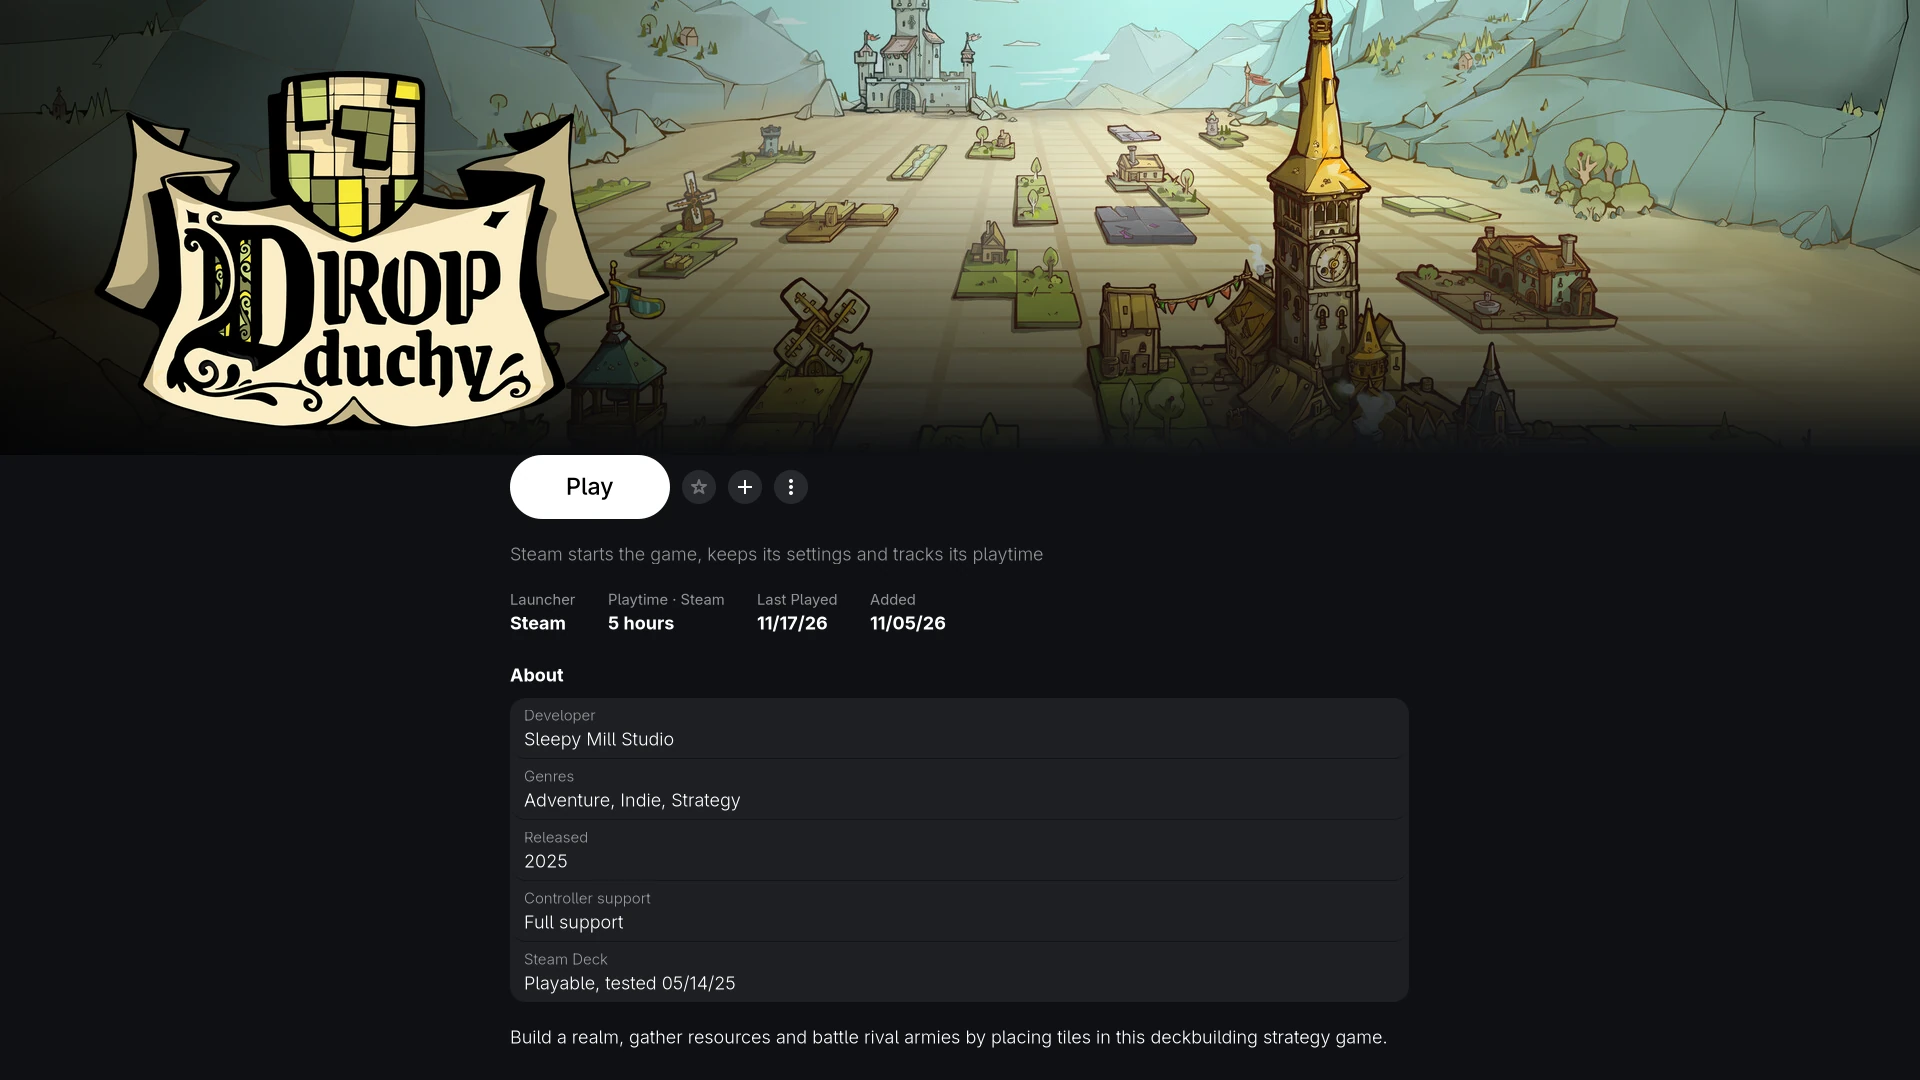 Drop
duchy
Play
Steam starts the game, keeps its settings and tracks its playtime
Launcher
Steam
Playtime · Steam
5 hours
Last Played
11/17/26
Added
11/05/26
About
Developer
Sleepy Mill Studio
Genres
Adventure, Indie, Strategy
Released
2025
Controller support
Full support
Steam Deck
Playable, tested 05/14/25
Build a realm, gather resources and battle rival armies by placing tiles in this deckbuilding strategy game.